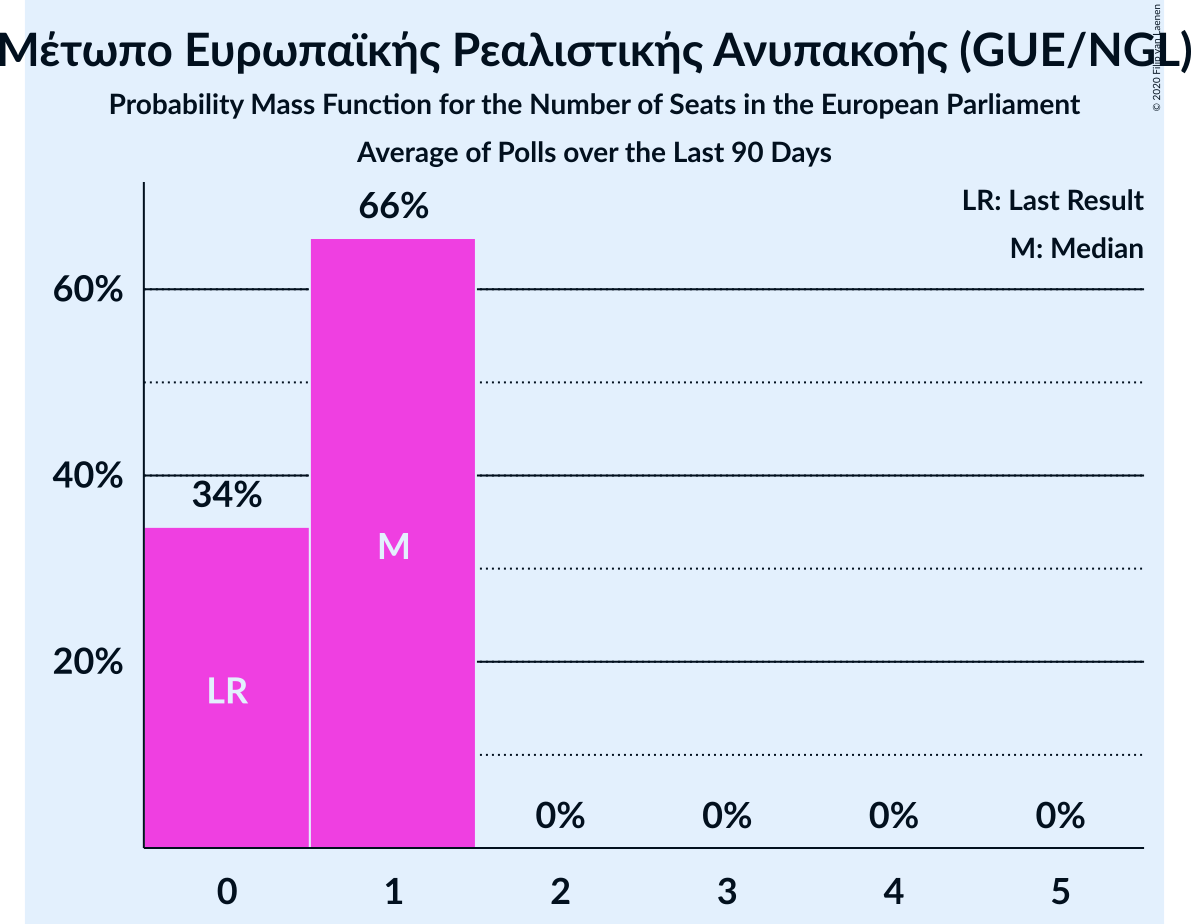 Μέτωπο Ευρωπαϊκής Ρεαλιστικής Ανυπακοής (GUE/NGL)
Probability Mass Function for the Number of Seats in the European Parliament
Average of Polls over the Last 90 Days
© 2020 Filip van Laenen
LR: Last Result
M: Median
66%
60%
40%
34%
M
20%
LR
0% 0% 0% 0%
0 1 2 3 4 5